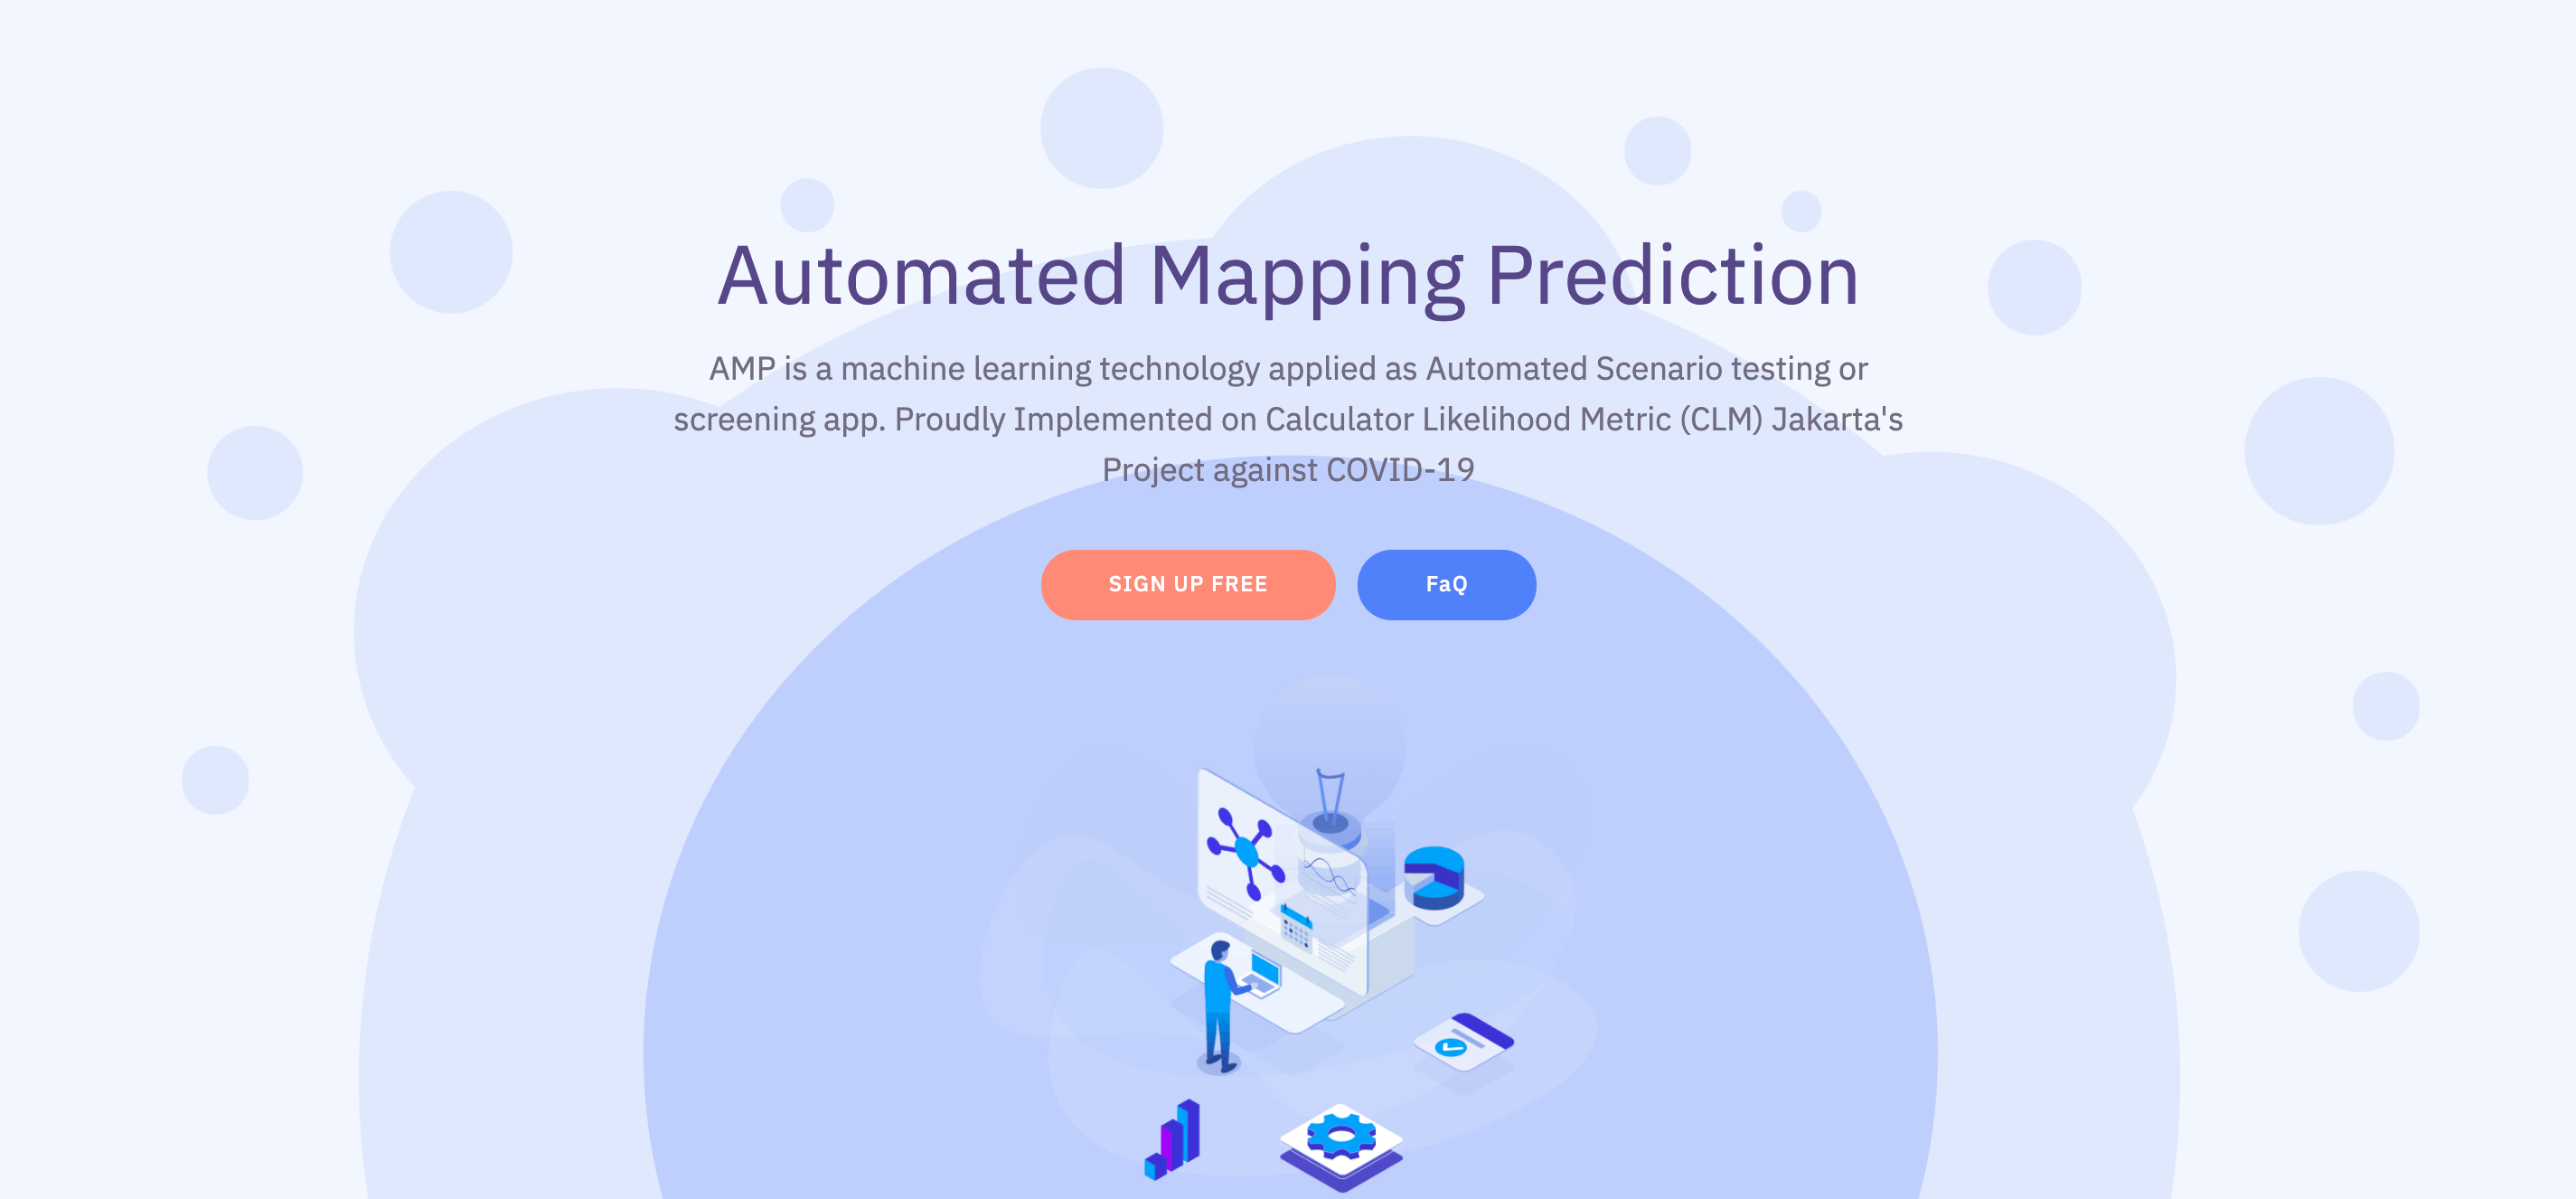 Automated Mapping Prediction
AMP is a machine learning technology applied as Automated Scenario testing or
screening app. Proudly Implemented on Calculator Likelihood Metric (CLM) Jakarta's
Project against COVID-19
SIGN UP FREE
FaQ